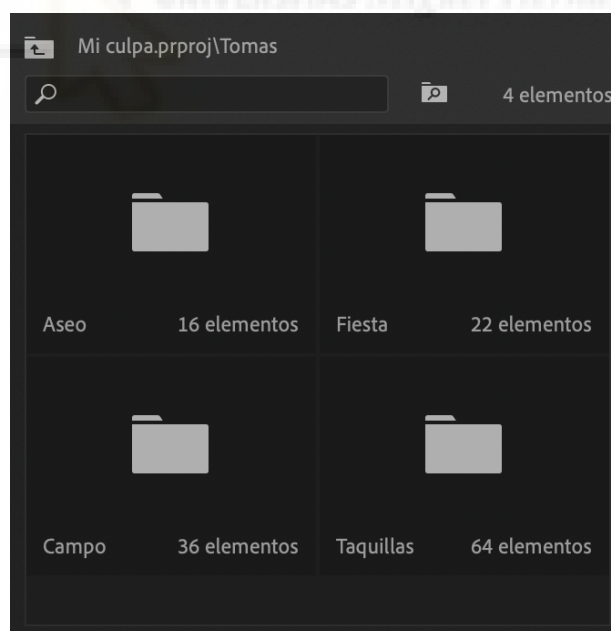 Mi culpa.prproj\Tomas
4 elementos
Aseo 16 elementos Fiesta 22 elementos
Campo 36 elementos Taquillas 64 elementos